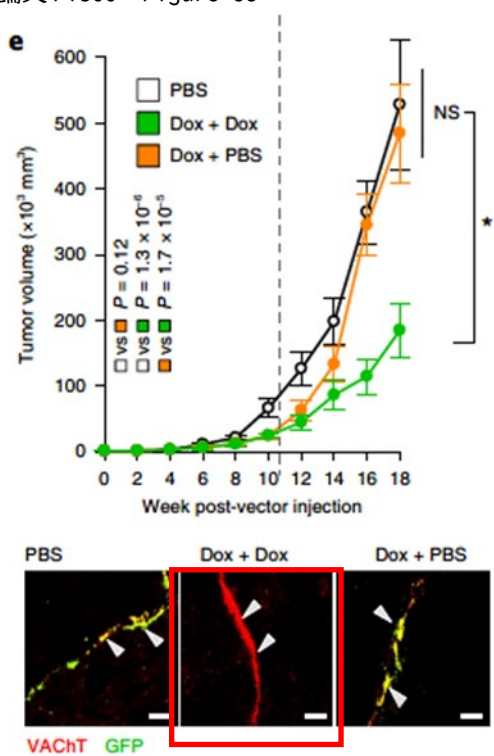 e
600
500
400
300
200
100
0
Tumor volume (×10³ mm³)
PBS
Dox + Dox
Dox + PBS
vs P = 0.12
vs P = 1.3 × 10⁻⁶
vs P = 1.7 × 10⁻⁵
NS
*
0 2 4 6 8 10 12 14 16 18
Week post-vector injection
PBS Dox + Dox Dox + PBS
VAChT GFP